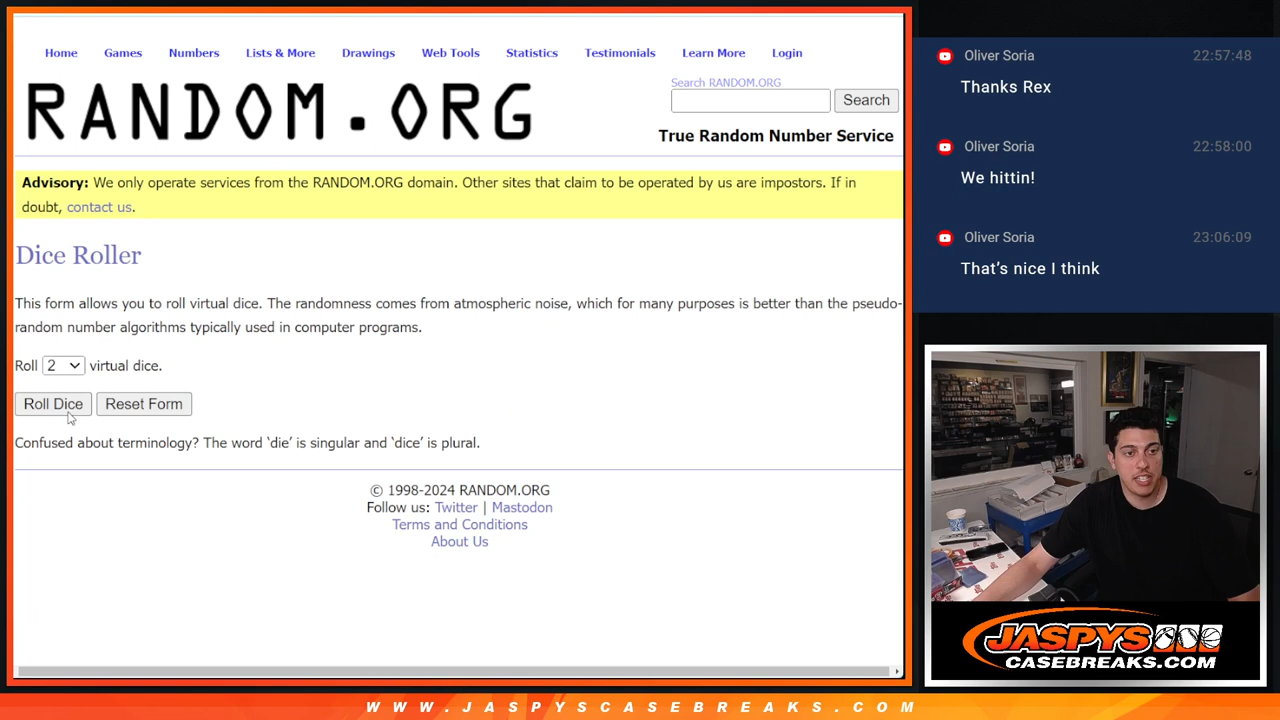 Home Games Numbers Lists & More Drawings Web Tools Statistics Testimonials Learn More Login
RANDOM.ORG
Search RANDOM.ORG
Search
True Random Number Service
Advisory: We only operate services from the RANDOM.ORG domain. Other sites that claim to be operated by us are impostors. If in
doubt, contact us.
Dice Roller
This form allows you to roll virtual dice. The randomness comes from atmospheric noise, which for many purposes is better than the pseudo-
random number algorithms typically used in computer programs.
Roll 2 virtual dice.
Roll Dice Reset Form
Confused about terminology? The word ‘die’ is singular and ‘dice’ is plural.
© 1998-2024 RANDOM.ORG
Follow us: Twitter | Mastodon
Terms and Conditions
About Us
Oliver Soria 22:57:48
Thanks Rex
Oliver Soria 22:58:00
We hittin!
Oliver Soria 23:06:09
That’s nice I think
JASPYS
CASEBREAKS.COM
WWW.JASPYSCASEBREAKS.COM